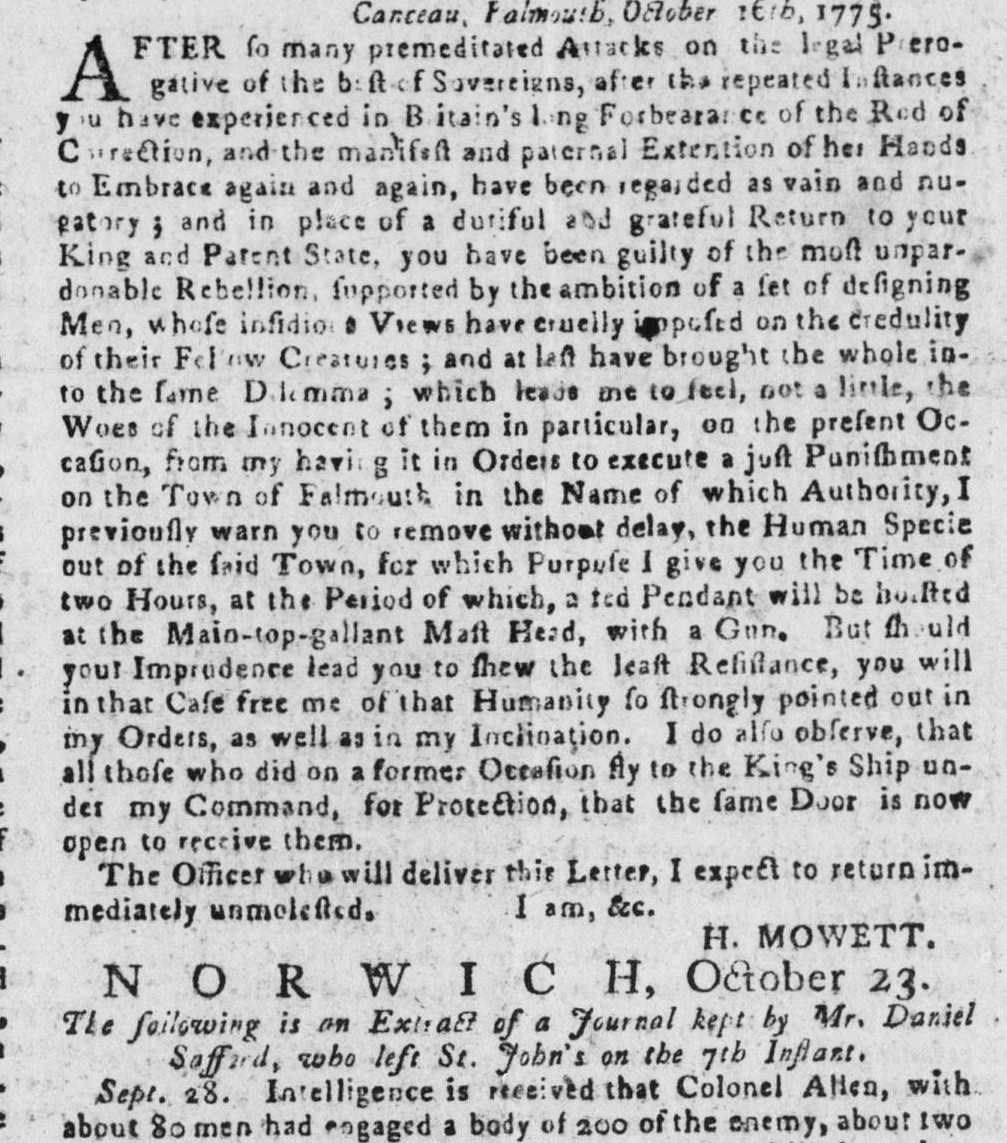 Canceau, Falmouth, October 16th, 1775.
AFTER ſo many premeditated Attacks on the legal Prero-
gative of the beſt of Sovereigns, after the repeated Inſtances
you have experienced in Britain's long Forbearance of the Rod of
Correction, and the manifeſt and paternal Extention of her Hands
to Embrace again and again, have been regarded as vain and nu-
gatory; and in place of a dutiful and grateful Return to your
King and Parent State, you have been guilty of the moſt unpar-
donable Rebellion, ſupported by the ambition of a ſet of deſigning
Men, whoſe inſidious Views have cruelly impoſed on the credulity
of their Fellow Creatures; and at laſt have brought the whole in-
to the ſame Dilemma; which leads me to feel, not a little, the
Woes of the Innocent of them in particular, on the preſent Oc-
caſion, from my having it in Orders to execute a juſt Puniſhment
on the Town of Falmouth in the Name of which Authority, I
previouſly warn you to remove without delay, the Human Specie
out of the ſaid Town, for which Purpoſe I give you the Time of
two Hours, at the Period of which, a red Pendant will be hoiſted
at the Main-top-gallant Maſt Head, with a Gun. But ſhould
your Imprudence lead you to ſhew the leaſt Reſiſtance, you will
in that Caſe free me of that Humanity ſo ſtrongly pointed out in
my Orders, as well as in my Inclination. I do alſo obſerve, that
all thoſe who did on a former Occaſion fly to the King's Ship un-
der my Command, for Protection, that the ſame Door is now
open to receive them.
The Officer who will deliver this Letter, I expect to return im-
mediately unmoleſted. I am, &c.
H. MOWETT.
NORWICH, October 23.
The following is an Extract of a Journal kept by Mr. Daniel
Safford, who left St. John's on the 7th Inſtant.
Sept. 28. Intelligence is received that Colonel Allen, with
about 80 men had engaged a body of 200 of the enemy, about two